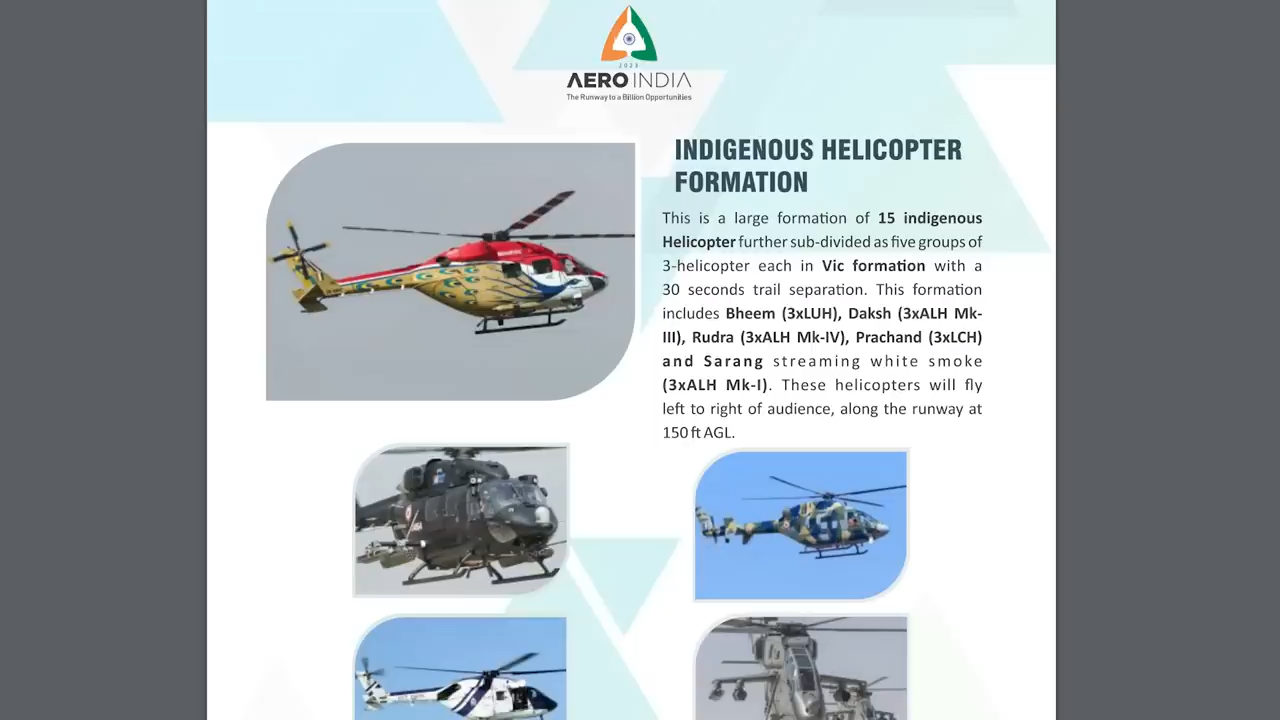 2023
AERO INDIA
The Runway to a Billion Opportunities
INDIGENOUS HELICOPTER
FORMATION
This is a large formation of 15 indigenous
Helicopter further sub-divided as five groups of
3-helicopter each in Vic formation with a
30 seconds trail separation. This formation
includes Bheem (3xLUH), Daksh (3xALH Mk-
III), Rudra (3xALH Mk-IV), Prachand (3xLCH)
and Sarang streaming white smoke
(3xALH Mk-I). These helicopters will fly
left to right of audience, along the runway at
150 ft AGL.